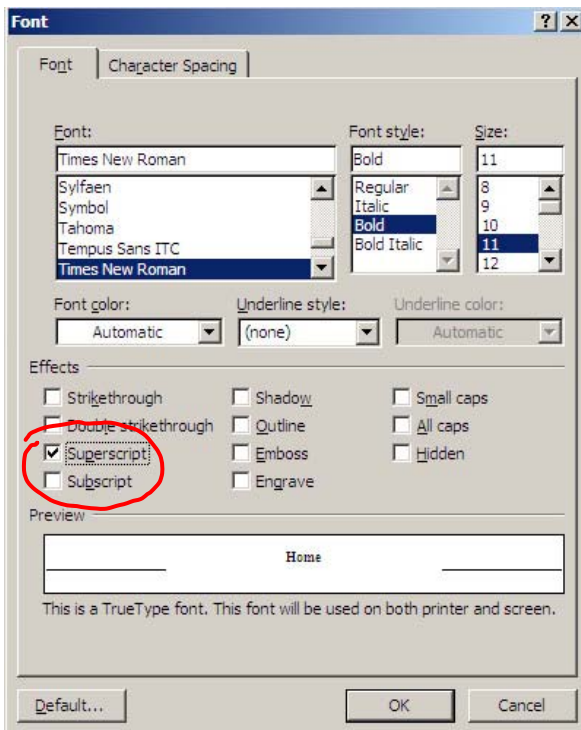 Font ? X
Font Character Spacing
Font: Font style: Size:
Times New Roman Bold 11
Sylfaen Regular 8
Symbol Italic 9
Tahoma Bold 10
Tempus Sans ITC Bold Italic 11
Times New Roman 12
Font color: Underline style: Underline color:
Automatic (none) Automatic
Effects
Strikethrough Shadow Small caps
Double strikethrough Outline All caps
Superscript Emboss Hidden
Subscript Engrave
Preview
Home
This is a TrueType font. This font will be used on both printer and screen.
Default... OK Cancel